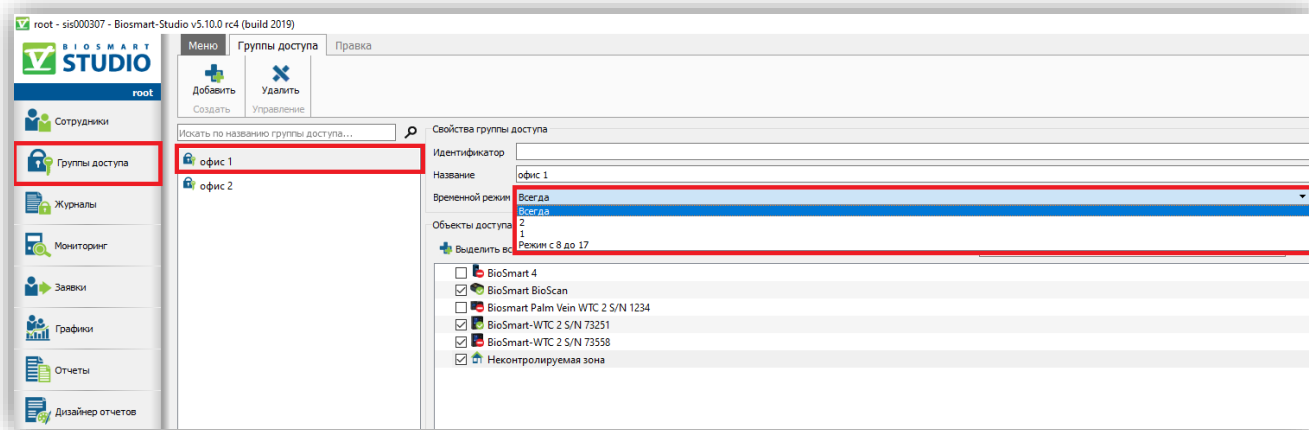 root - sis000307 - Biosmart-Studio v5.10.0 rc4 (build 2019)
BIOSMART
STUDIO
root
Сотрудники
Группы доступа
Журналы
Мониторинг
Заявки
Графики
Отчеты
Дизайнер отчетов
Меню Группы доступа Правка
Добавить Удалить
Создать Управление
Искать по названию группы доступа...
офис 1
офис 2
Свойства группы доступа
Идентификатор
Название офис 1
Временной режим Всегда
Всегда
2
1
Режим с 8 до 17
Объекты доступа
Выделить вс
BioSmart 4
BioSmart BioScan
Biosmart Palm Vein WTC 2 S/N 1234
BioSmart-WTC 2 S/N 73251
BioSmart-WTC 2 S/N 73558
Неконтролируемая зона